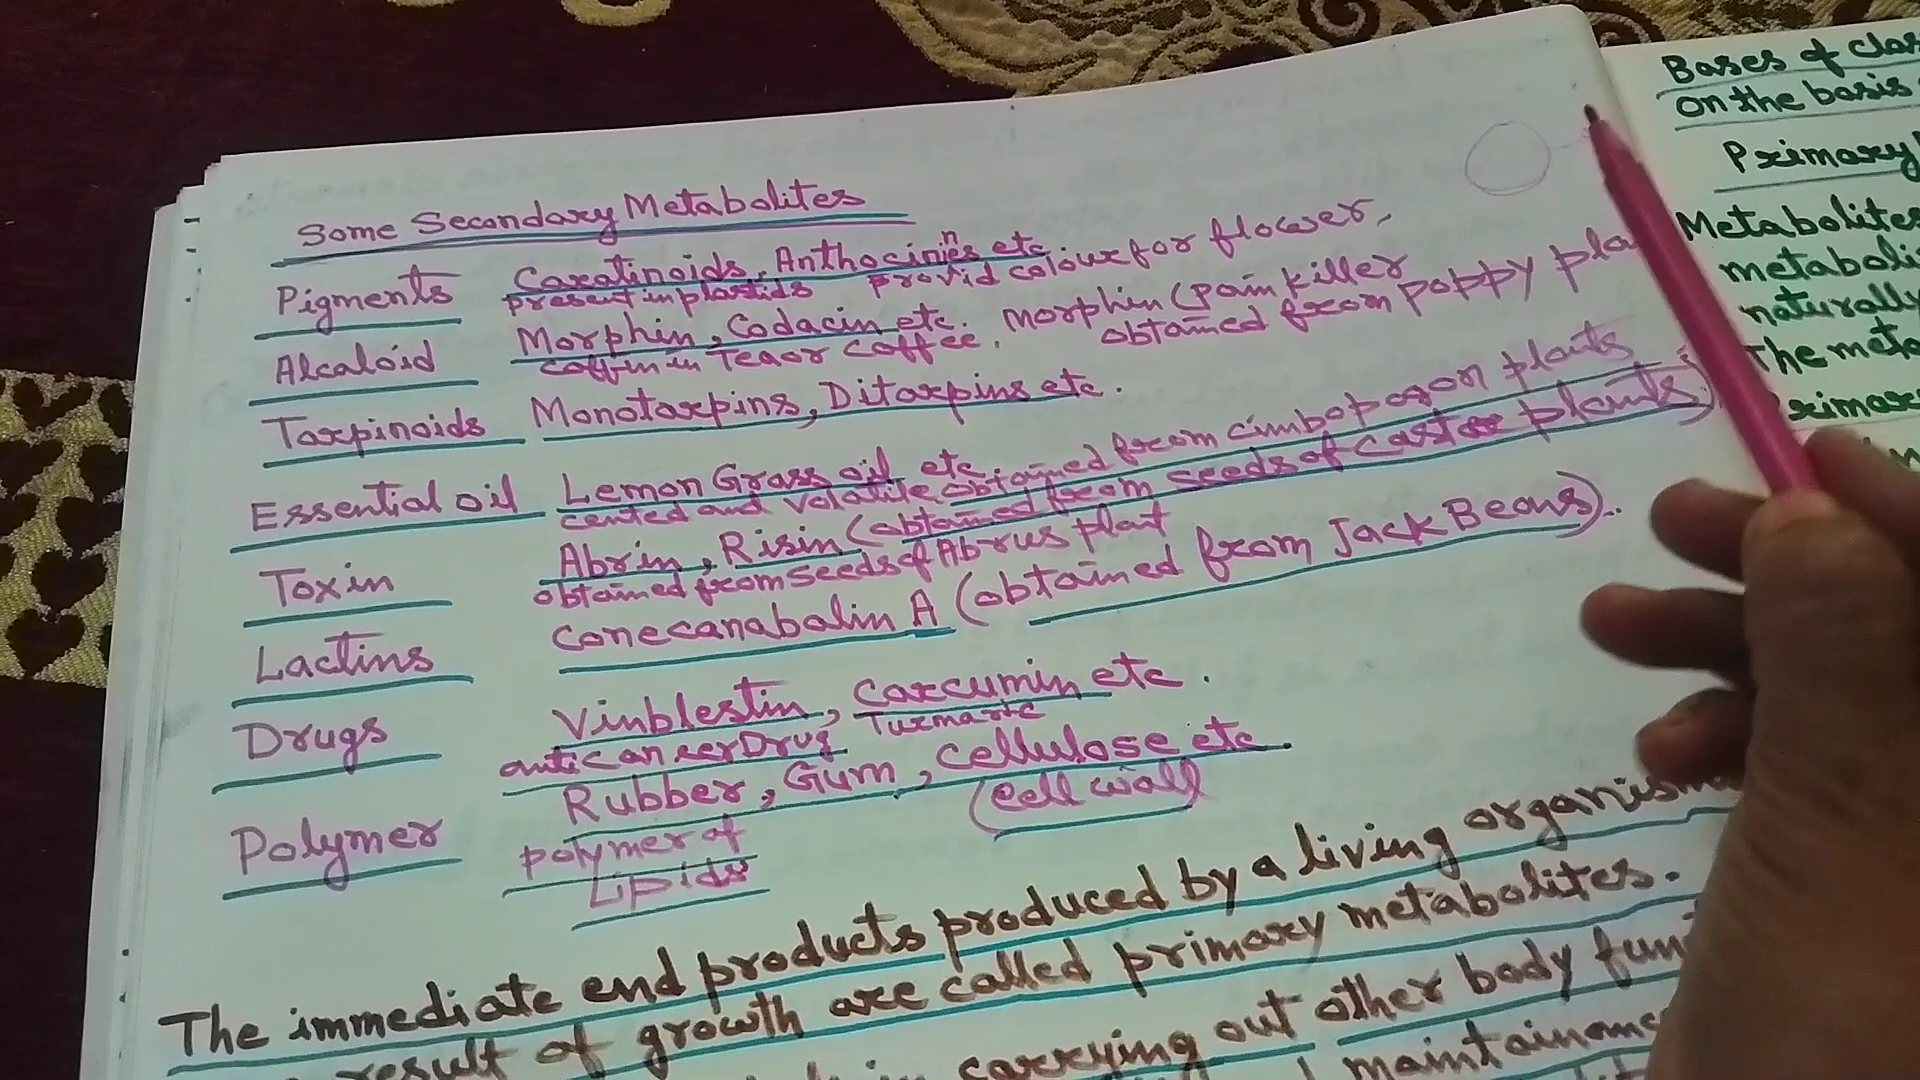 Some Secondary Metabolites
Pigments Caratinoids, Anthocinines etc
present in plastids provid colour for flower,
Alcaloid Morphin, Codacin etc. morphin (pain killer
coffin in Tea or coffee. obtained from poppy pla
Tarpinoids Monotarpins, Ditarpins etc.
Essential oil Lemon Grass oil etc
cented and volatile obtained from cimbopogon plants
Toxin Abrin, Risin (obtained from seeds of castor plants)
obtained from seeds of Abrus plant
Lactins Conecanabalin A (obtained from Jack Beans).
Drugs Vinblestin, Carcumin etc.
anticancer Drug Turmaric
Polymer Rubber, Gum, cellulose etc.
polymer of (cell wall)
Lipids
The immediate end products produced by a living organisms
result of growth are called primary metabolites.
carrying out other body fun
maintainance
Bases of clas
on the basis
Primary
Metabolites
metaboli
naturally
The meta
Primar